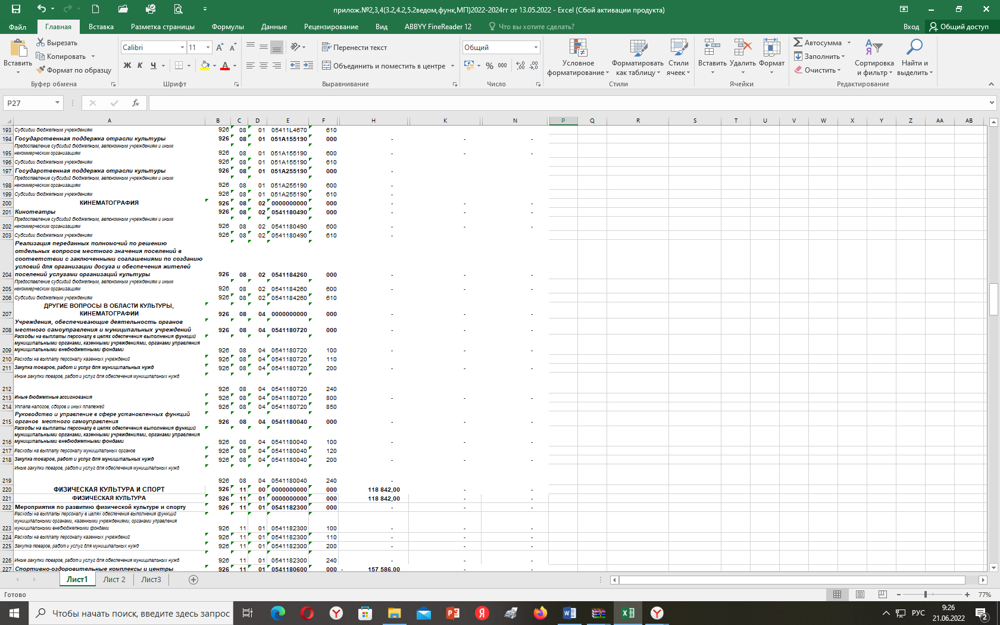 прилож.№2,3,4(3.2,4.2,5.2ведом,функ,МП)2022-2024гг от 13.05.2022 - Excel (Сбой активации продукта)
Файл Главная Вставка Разметка страницы Формулы Данные Рецензирование Вид ABBYY FineReader 12 Что вы хотите сделать? Вход Общий доступ
Вставить
Вырезать
Копировать
Формат по образцу
Буфер обмена
Calibri 11
Ж К Ч
Шрифт
Перенести текст
Объединить и поместить в центре
Выравнивание
Общий
% 000
Число
Условное форматирование
Форматировать как таблицу
Стили ячеек
Стили
Вставить Удалить Формат
Ячейки
Автосумма
Заполнить
Очистить
Сортировка и фильтр
Найти и выделить
Редактирование
P27
fx
A B C D E F H K N P Q R S T U V W X Y Z AA AB
193 Субсидии бюджетным учреждениям 926 08 01 05411L4670 610
194 Государственная поддержка отрасли культуры 926 08 01 051A155190 000 - - -
Предоставление субсидий бюджетным, автономным учреждениям и иным
195 некоммерческим организациям 926 08 01 051A155190 600 - - -
196 Субсидии бюджетным учреждениям 926 08 01 051A155190 610 -
197 Государственная поддержка отрасли культуры 926 08 01 051A255190 000 -
Предоставление субсидий бюджетным, автономным учреждениям и иным
198 некоммерческим организациям 926 08 01 051A255190 600 -
199 Субсидии бюджетным учреждениям 926 08 01 051A255190 610 -
200 КИНЕМАТОГРАФИЯ 926 08 02 0000000000 000 - - -
201 Кинотеатры 926 08 02 0541180490 000 - - -
Предоставление субсидий бюджетным, автономным учреждениям и иным
202 некоммерческим организациям 926 08 02 0541180490 600 - - -
203 Субсидии бюджетным учреждениям 926 08 02 0541180490 610 -
Реализация переданных полномочий по решению
отдельных вопросов местного значения поселений в
соответствии с заключенными соглашениями по созданию
условий для организации досуга и обеспечения жителей
204 поселений услугами организаций культуры 926 08 02 0541184260 000 - - -
Предоставление субсидий бюджетным, автономным учреждениям и иным
205 некоммерческим организациям 926 08 02 0541184260 600 - - -
206 Субсидии бюджетным учреждениям 926 08 02 0541184260 610 - - -
ДРУГИЕ ВОПРОСЫ В ОБЛАСТИ КУЛЬТУРЫ,
207 КИНЕМАТОГРАФИИ 926 08 04 0000000000 000 - - -
Учреждения, обеспечивающие деятельность органов
208 местного самоуправления и муниципальных учреждений 926 08 04 0541180720 000 - - -
Расходы на выплаты персоналу в целях обеспечения выполнения функций
муниципальными органами, казенными учреждениями, органами управления
209 муниципальными внебюджетными фондами 926 08 04 0541180720 100 - - -
210 Расходы на выплату персоналу казенных учреждений 926 08 04 0541180720 110
211 Закупка товаров, работ и услуг для муниципальных нужд 926 08 04 0541180720 200 - - -
Иные закупки товаров, работ и услуг для обеспечения муниципальных нужд
212 926 08 04 0541180720 240
213 Иные бюджетные ассигнования 926 08 04 0541180720 800 - - -
214 Уплата налогов, сборов и иных платежей 926 08 04 0541180720 850 - - -
Руководство и управление в сфере установленных функций
215 органов местного самоуправления 926 08 04 0541180040 000 - - -
Расходы на выплаты персоналу в целях обеспечения выполнения функций
муниципальными органами, казенными учреждениями, органами управления
216 муниципальными внебюджетными фондами 926 08 04 0541180040 100 - - -
217 Расходы на выплату персоналу муниципальных органов 926 08 04 0541180040 120 - - -
218 Закупка товаров, работ и услуг для муниципальных нужд 926 08 04 0541180040 200 - - -
Иные закупки товаров, работ и услуг для обеспечения муниципальных нужд
219 926 08 04 0541180040 240 -
220 ФИЗИЧЕСКАЯ КУЛЬТУРА И СПОРТ 926 11 00 0000000000 000 118 842,00 - -
221 ФИЗИЧЕСКАЯ КУЛЬТУРА 926 11 01 0000000000 000 118 842,00 - -
222 Мероприятия по развитию физической культуре и спорту 926 11 01 0541182300 000 - - -
Расходы на выплаты персоналу в целях обеспечения выполнения функций
муниципальными органами, казенными учреждениями, органами управления
223 муниципальными внебюджетными фондами 926 11 01 0541182300 100 - - -
224 Расходы на выплату персоналу казенных учреждений 926 11 01 0541182300 110 - - -
225 Закупка товаров, работ и услуг для муниципальных нужд 926 11 01 0541182300 200 - - -
226 Иные закупки товаров, работ и услуг для обеспечения муниципальных нужд 926 11 01 0541182300 240 - - -
227 Спортивно-оздоровительные комплексы и центры 926 11 01 0541180600 000 - 157 586,00 - -
Лист1 Лист 2 Лист3
Готово 77%
Чтобы начать поиск, введите здесь запрос
РУС
9:26
21.06.2022
2